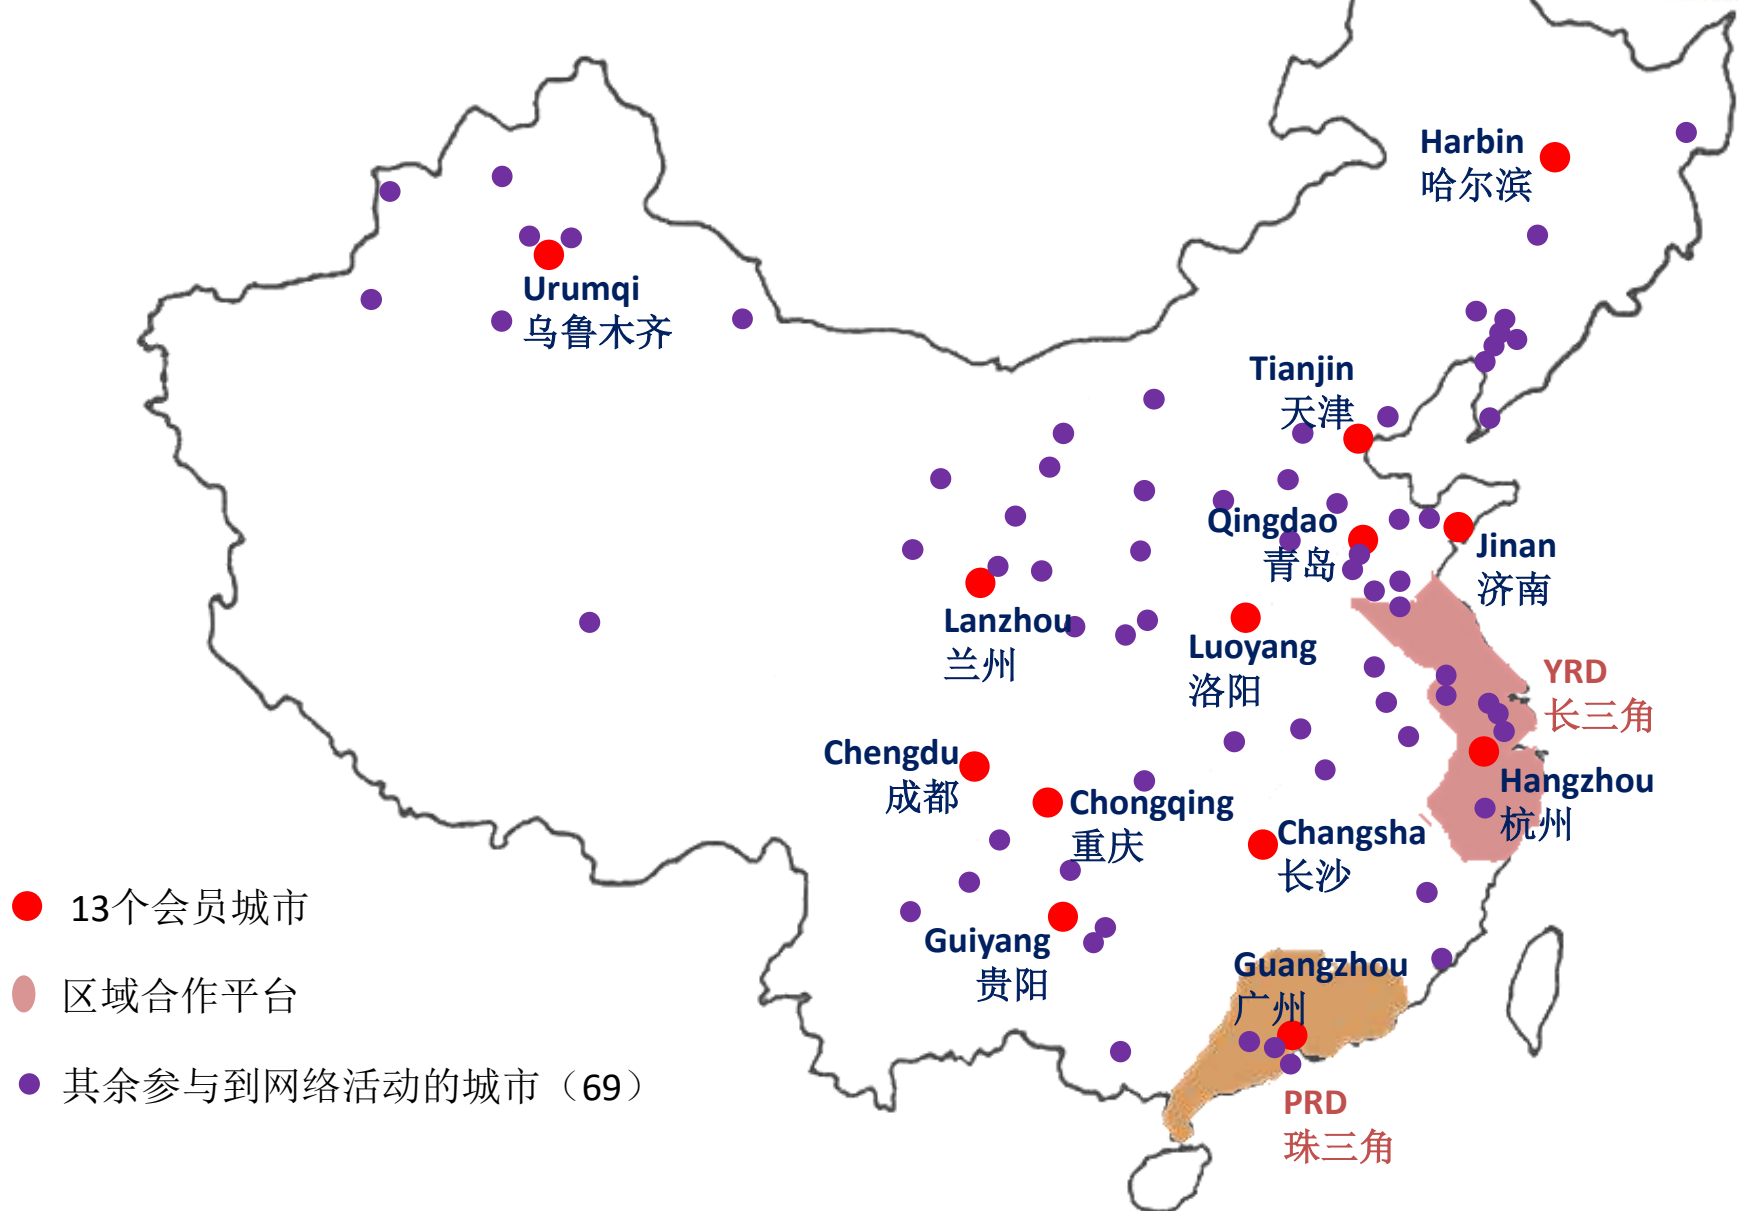 Harbin
哈尔滨
Urumqi
乌鲁木齐
Tianjin
天津
Qingdao
青岛
Jinan
济南
Lanzhou
兰州
Luoyang
洛阳
YRD
长三角
Chengdu
成都
Chongqing
重庆
Hangzhou
杭州
Changsha
长沙
Guiyang
贵阳
Guangzhou
广州
PRD
珠三角
13个会员城市
区域合作平台
其余参与到网络活动的城市（69）